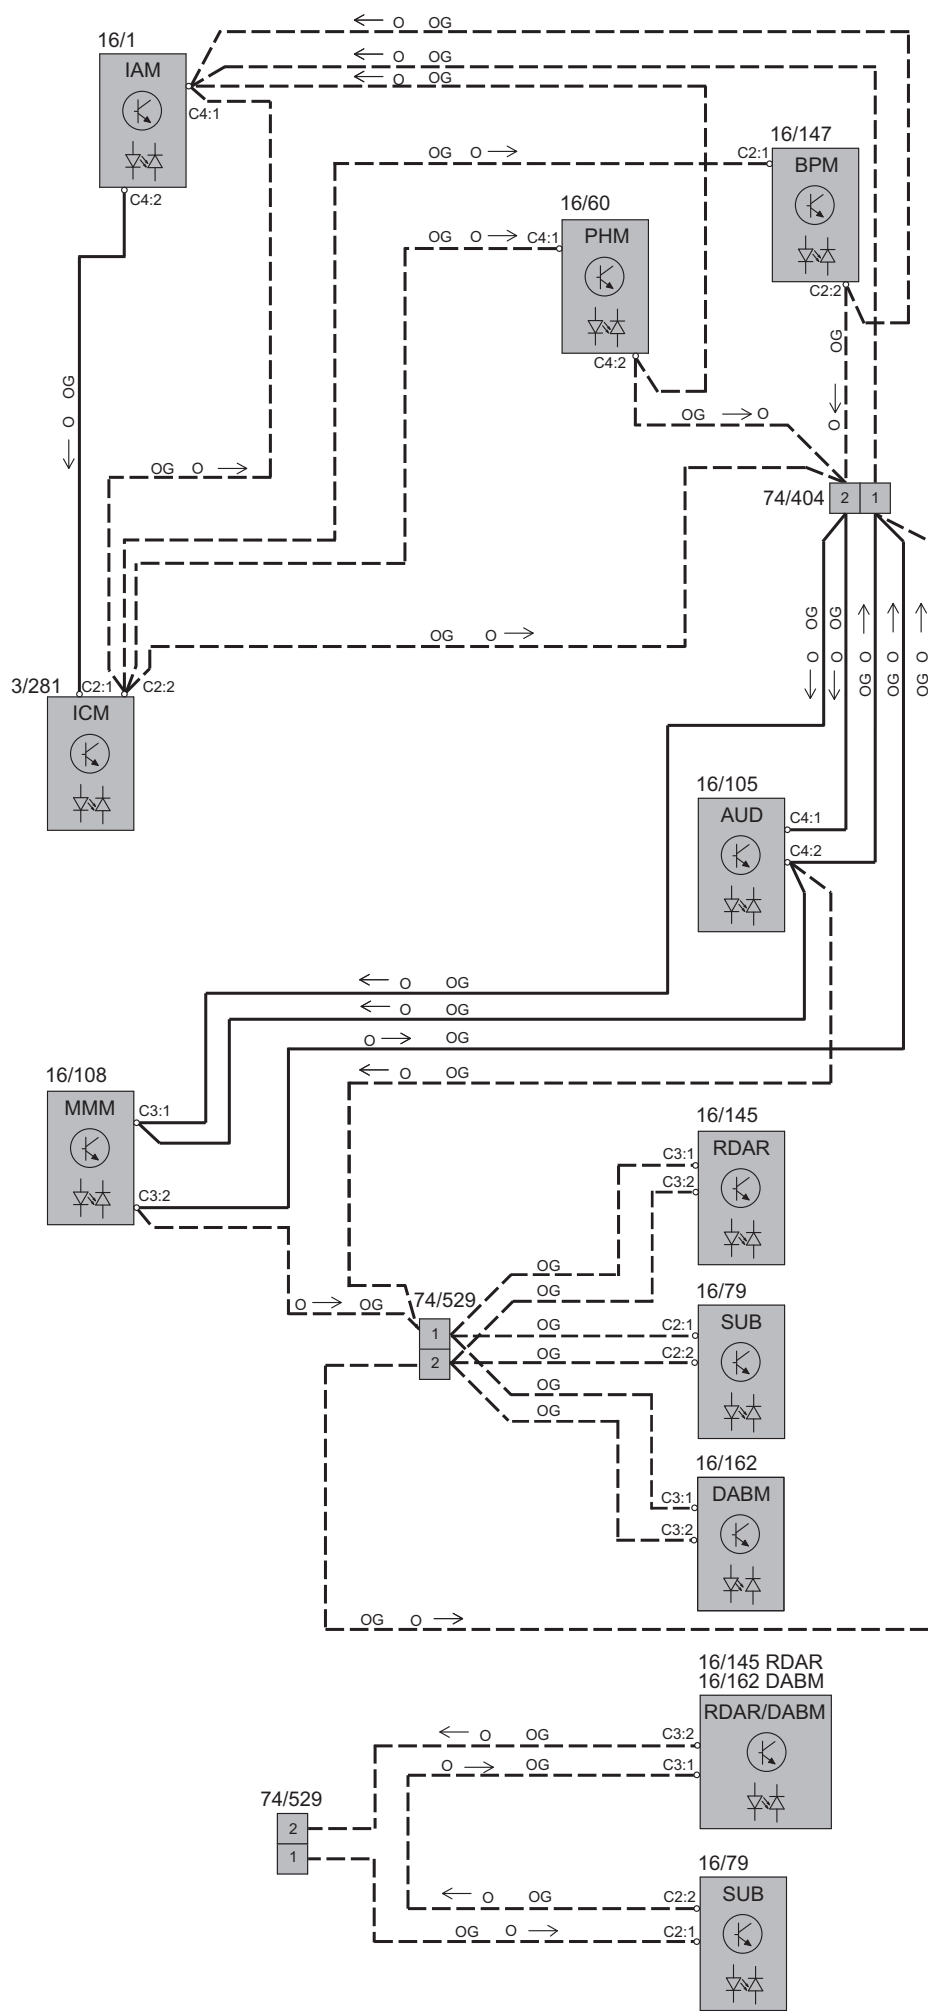 O OG
16/1
O OG
IAM
O OG
C4:1
16/147
OG O
C2:1
BPM
C4:2
16/60
OG O
C4:1
PHM
C2:2
OG
O
C4:2
OG
O
OG O
OG O
74/404
2 1
OG O
O OG
O OG
OG O
OG O
OG O
3/281
C2:1
C2:2
ICM
16/105
AUD
C4:1
C4:2
O OG
O OG
O OG
O OG
16/108
MMM
C3:1
C3:2
16/145
C3:1
RDAR
C3:2
OG
O OG
74/529
OG
16/79
1
OG
C2:1
SUB
2
OG
C2:2
OG
OG
16/162
C3:1
DABM
C3:2
OG O
16/145 RDAR
16/162 DABM
RDAR/DABM
O OG
C3:2
O OG
C3:1
74/529
2
1
16/79
O OG
C2:2
SUB
OG O
C2:1